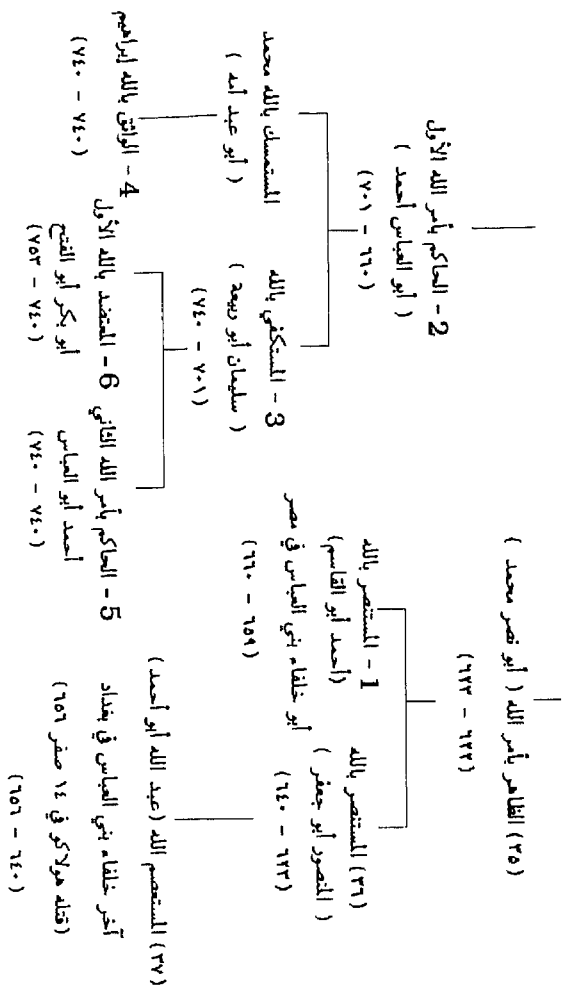 (٣٥) الظاهر بأمر الله ( أبو نصر محمد )
(٦٢٢ - ٦٢٣)
(٣٦) المستنصر بالله
( المنصور أبو جعفر )
(٦٢٣ - ٦٤٠)
1 - المستنصر بالله
(أحمد أبو القاسم)
أبو خلفاء بني العباس في مصر
(٦٥٩ - ٦٦٠)
(٣٧) المستعصم الله (عبد الله أبو أحمد)
آخر خلفاء بني العباس في بغداد
(قتله هولاكو في ١٤ صفر ٦٥٦)
(٦٤٠ - ٦٥٦)
2 - الحاكم بأمر الله الأول
( أبو العباس أحمد )
(٦٦٠ - ٧٠١)
3 - المستكفي بالله
( سليمان أبو ربيعة )
(٧٠١ - ٧٤٠)
المستمسك بالله محمد
( أبو عبد الله )
5 - الحاكم بأمر الله الثاني
أحمد أبو العباس
(٧٤٠ - ٧٤٠)
6 - المعتضد بالله الأول
أبو بكر أبو الفتح
(٧٤٠ - ٧٥٣)
4 - الواثق بالله إبراهيم
(٧٤٠ - ٧٤٠)